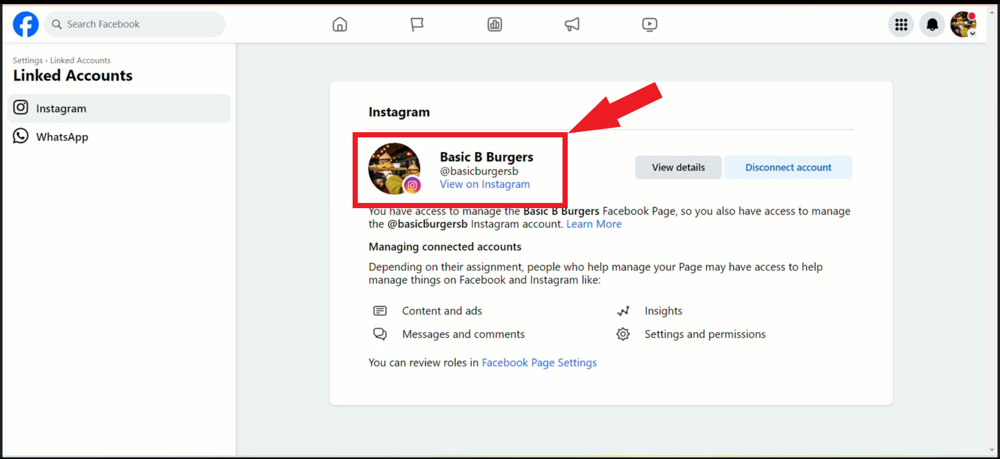 Search Facebook
Settings › Linked Accounts
Linked Accounts
Instagram
WhatsApp
Instagram
Basic B Burgers
@basicburgersb
View on Instagram
View details
Disconnect account
You have access to manage the Basic B Burgers Facebook Page, so you also have access to manage
the @basicburgersb Instagram account. Learn More
Managing connected accounts
Depending on their assignment, people who help manage your Page may have access to help
manage things on Facebook and Instagram like:
Content and ads
Insights
Messages and comments
Settings and permissions
You can review roles in Facebook Page Settings